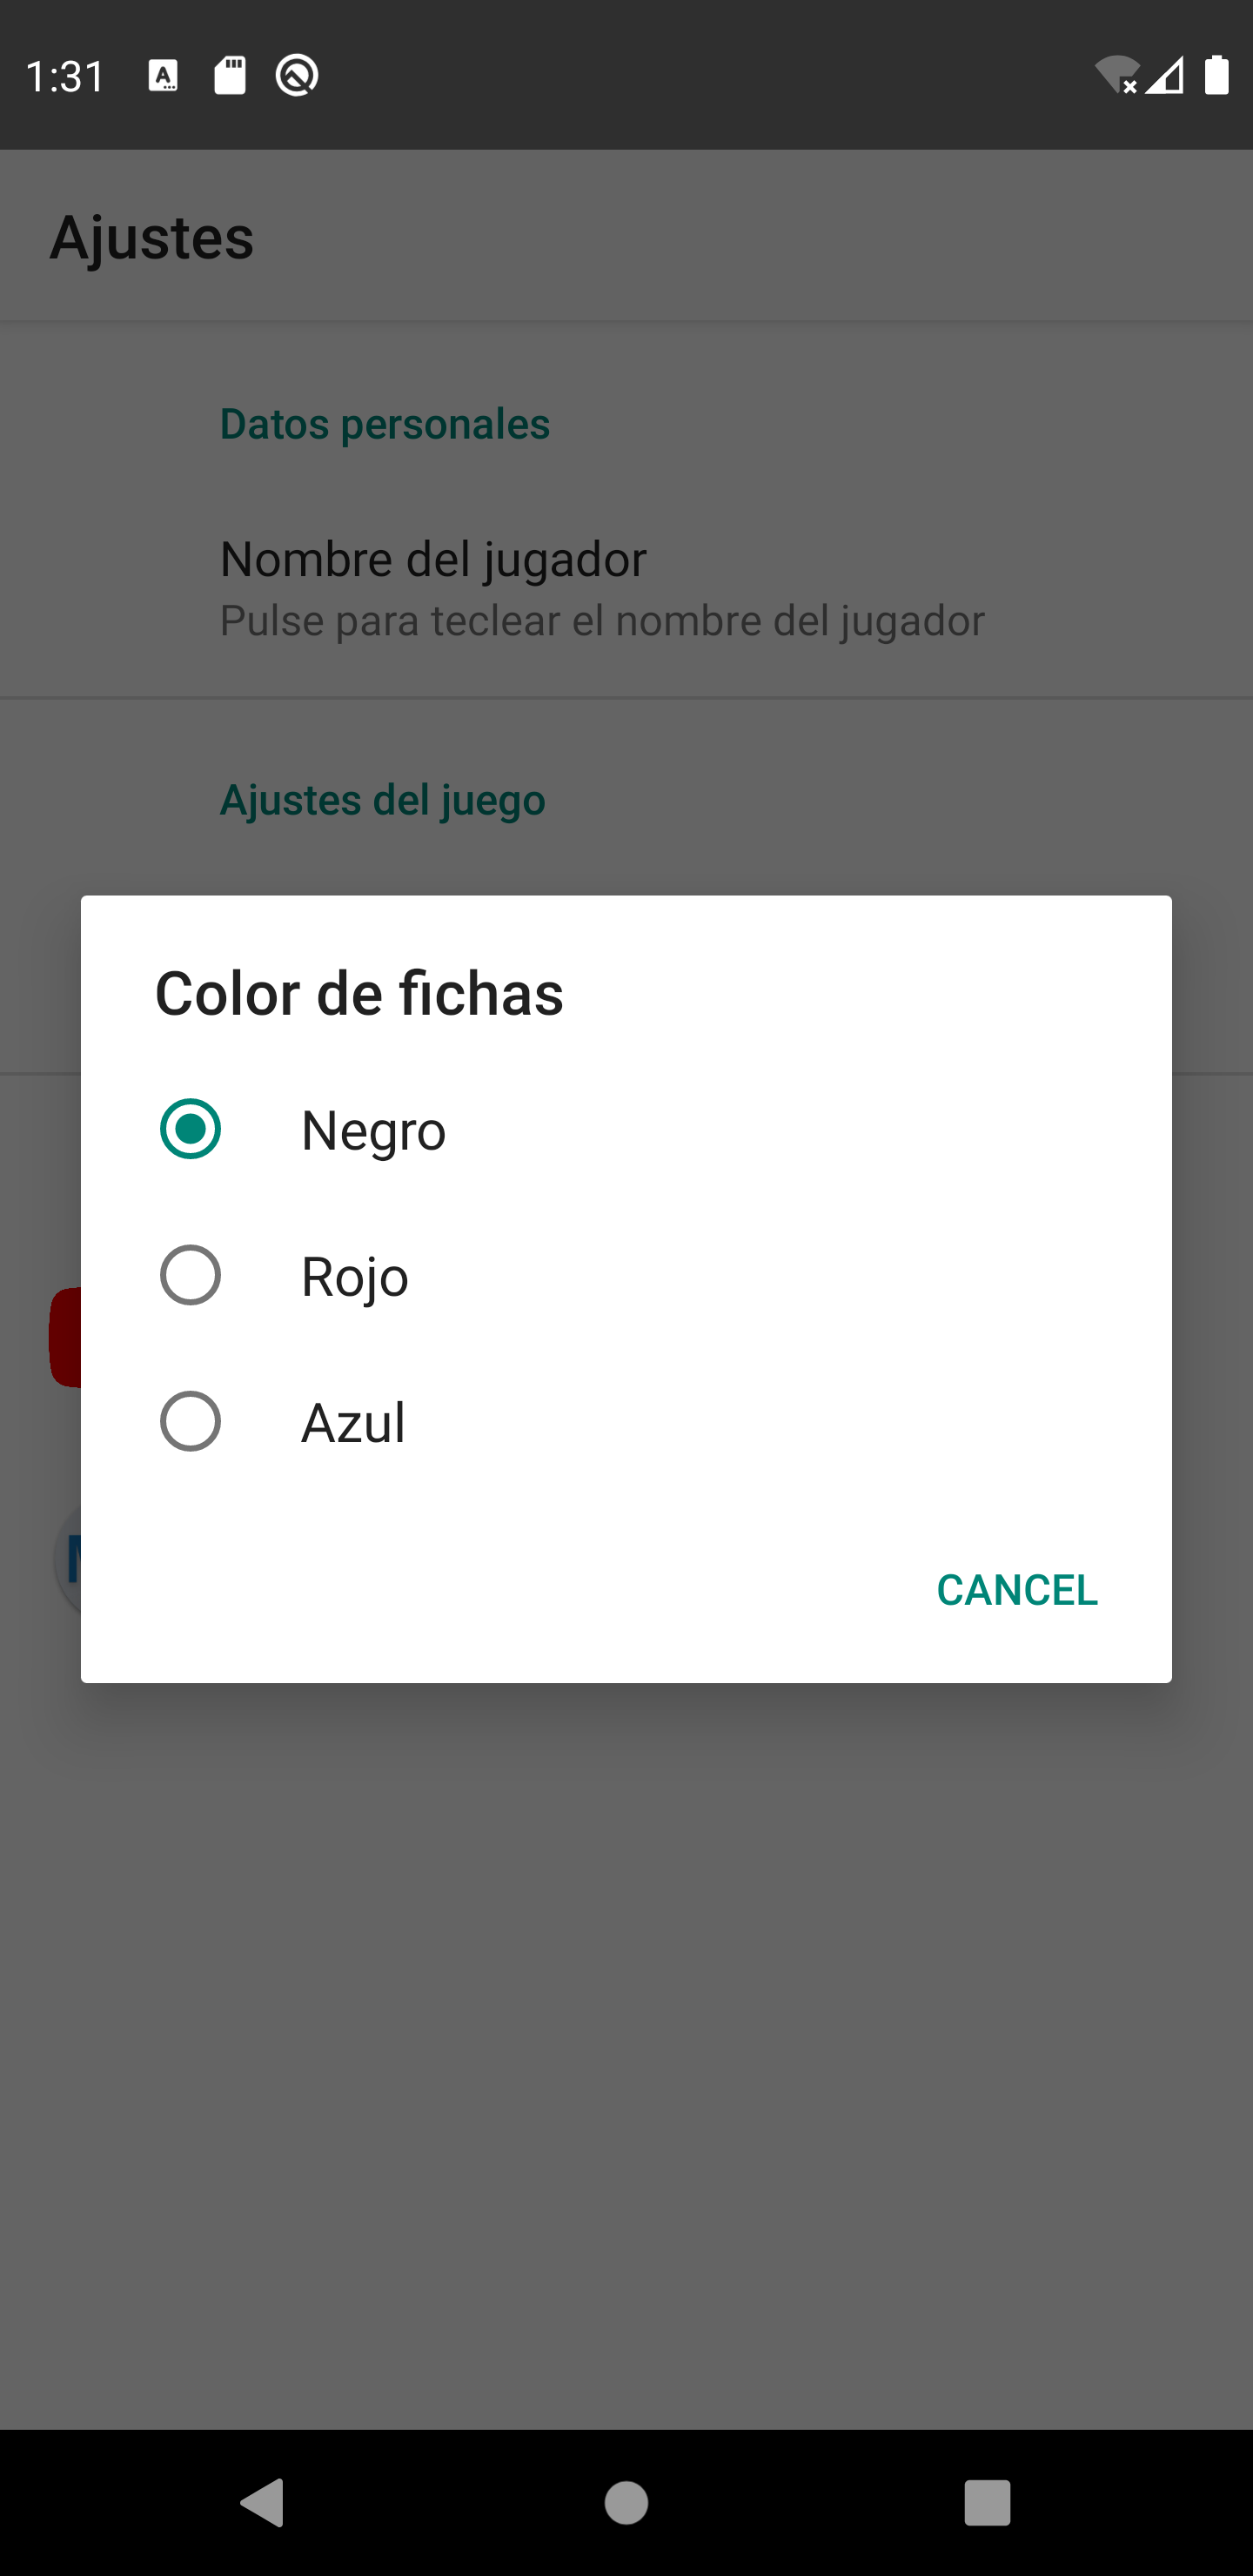 1:31
Ajustes
Datos personales
Nombre del jugador
Pulse para teclear el nombre del jugador
Ajustes del juego
Color de fichas
Negro
Rojo
Azul
CANCEL